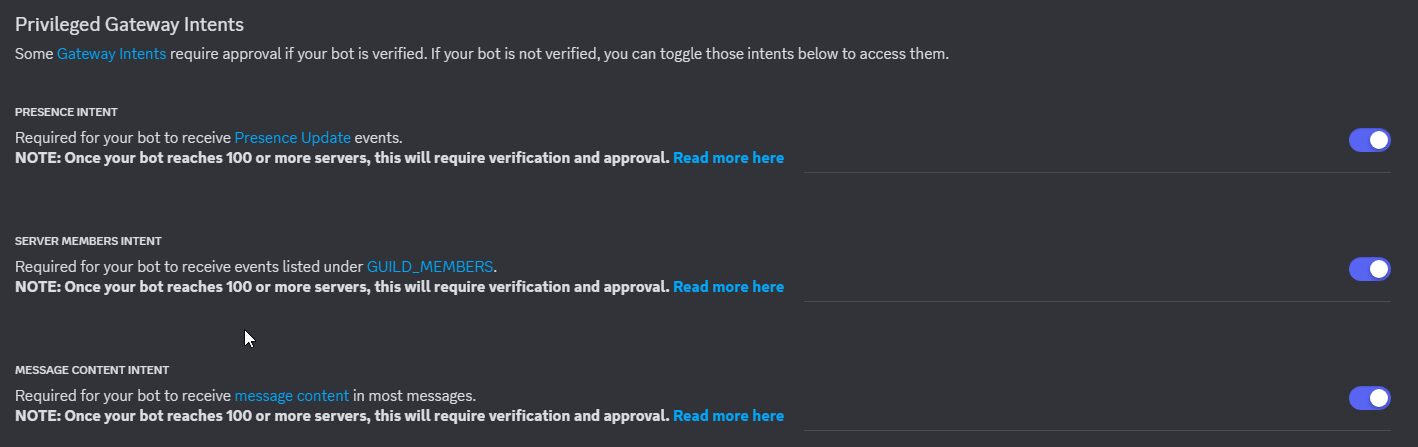 Privileged Gateway Intents
Some Gateway Intents require approval if your bot is verified. If your bot is not verified, you can toggle those intents below to access them.
PRESENCE INTENT
Required for your bot to receive Presence Update events.
NOTE: Once your bot reaches 100 or more servers, this will require verification and approval. Read more here
SERVER MEMBERS INTENT
Required for your bot to receive events listed under GUILD_MEMBERS.
NOTE: Once your bot reaches 100 or more servers, this will require verification and approval. Read more here
MESSAGE CONTENT INTENT
Required for your bot to receive message content in most messages.
NOTE: Once your bot reaches 100 or more servers, this will require verification and approval. Read more here